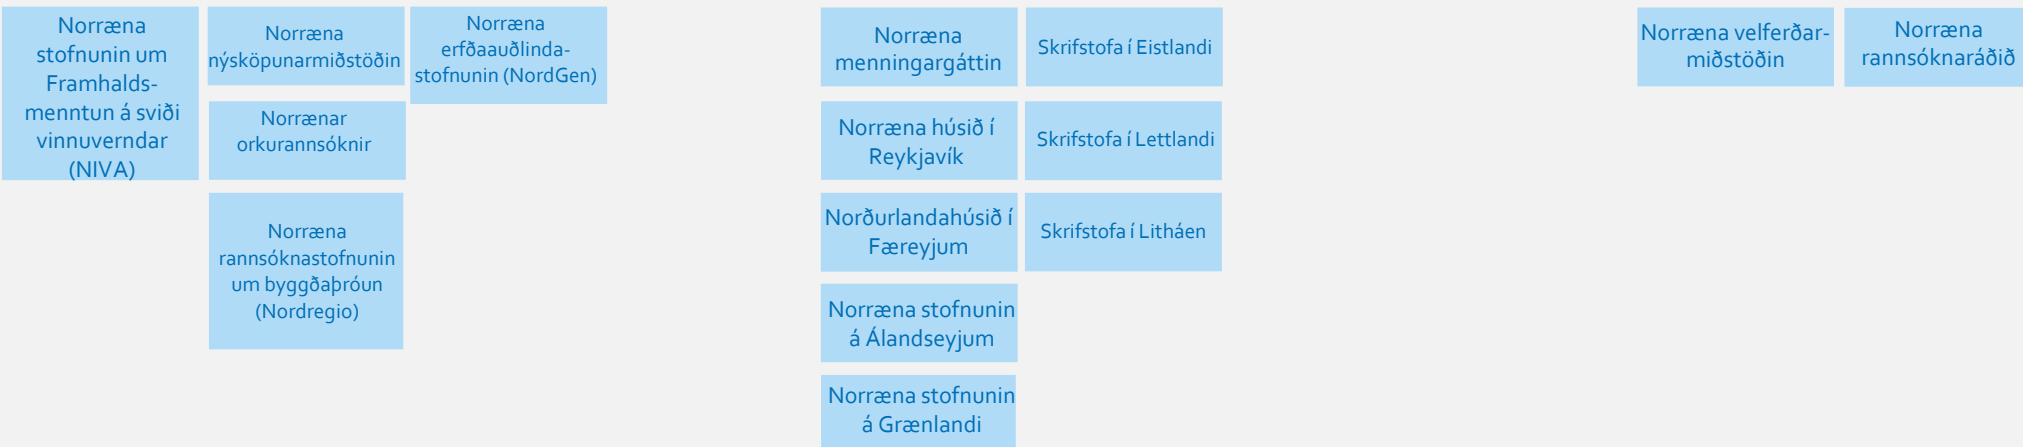 Norræna
stofnunin um
Framhalds-
menntun á sviði
vinnuverndar
(NIVA)
Norræna
nýsköpunarmiðstöðin
Norrænar
orkurannsóknir
Norræna
rannsóknastofnunin
um byggðaþróun
(Nordregio)
Norræna
erfðaauðlinda-
stofnunin (NordGen)
Norræna
menningargáttin
Norræna húsið í
Reykjavík
Norðurlandahúsið í
Færeyjum
Norræna stofnunin
á Álandseyjum
Norræna stofnunin
á Grænlandi
Skrifstofa í Eistlandi
Skrifstofa í Lettlandi
Skrifstofa í Litháen
Norræna velferðar-
miðstöðin
Norræna
rannsóknaráðið